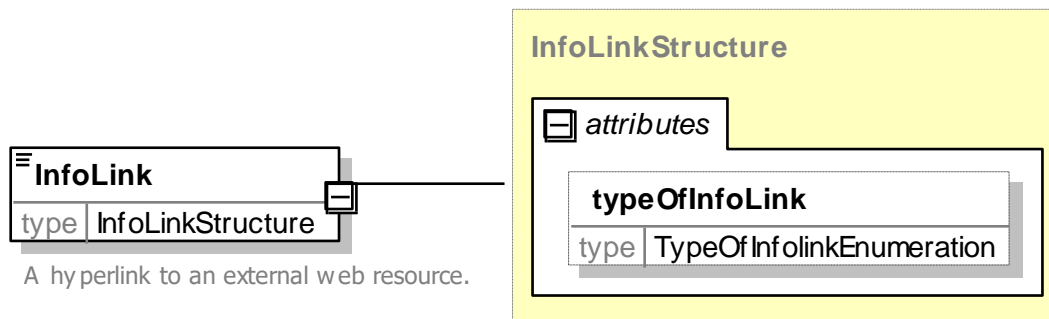 InfoLinkStructure
attributes
InfoLink
type InfoLinkStructure
typeOfInfoLink
type TypeOfInfolinkEnumeration
A hyperlink to an external web resource.